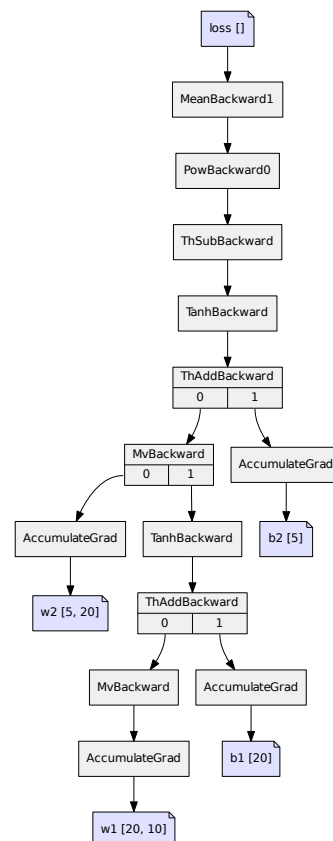 loss []
MeanBackward1
PowBackward0
ThSubBackward
TanhBackward
ThAddBackward
0 1
MvBackward
0 1
AccumulateGrad
AccumulateGrad
TanhBackward
b2 [5]
w2 [5, 20]
ThAddBackward
0 1
MvBackward
AccumulateGrad
AccumulateGrad
b1 [20]
w1 [20, 10]